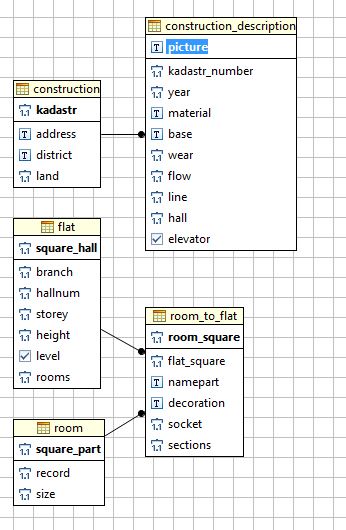 construction_description
picture
kadastr_number
year
material
base
wear
flow
line
hall
elevator
construction
kadastr
address
district
land
flat
square_hall
branch
hallnum
storey
height
level
rooms
room_to_flat
room_square
flat_square
namepart
decoration
socket
sections
room
square_part
record
size